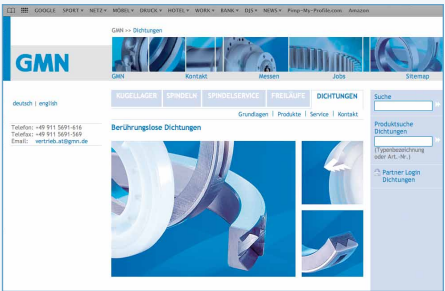 GOOGLE SPORT▾ NETZ▾ MÖBEL▾ DRUCK▾ HOTEL▾ WORK▾ BANK▾ DJS▾ NEWS▾ Pimp-My-Profile.com Amazon
GMN >> Dichtungen
GMN
GMN Kontakt Messen Jobs Sitemap
deutsch | english
KUGELLAGER SPINDELN SPINDELSERVICE FREILÄUFE DICHTUNGEN
Grundlagen | Produkte | Service | Kontakt
Telefon: +49 911 5691-616
Telefax: +49 911 5691-569
Email: vertrieb.at@gmn.de
Berührungslose Dichtungen
Suche
Produktsuche
Dichtungen
(Typenbezeichnung
oder Art.-Nr.)
Partner Login
Dichtungen